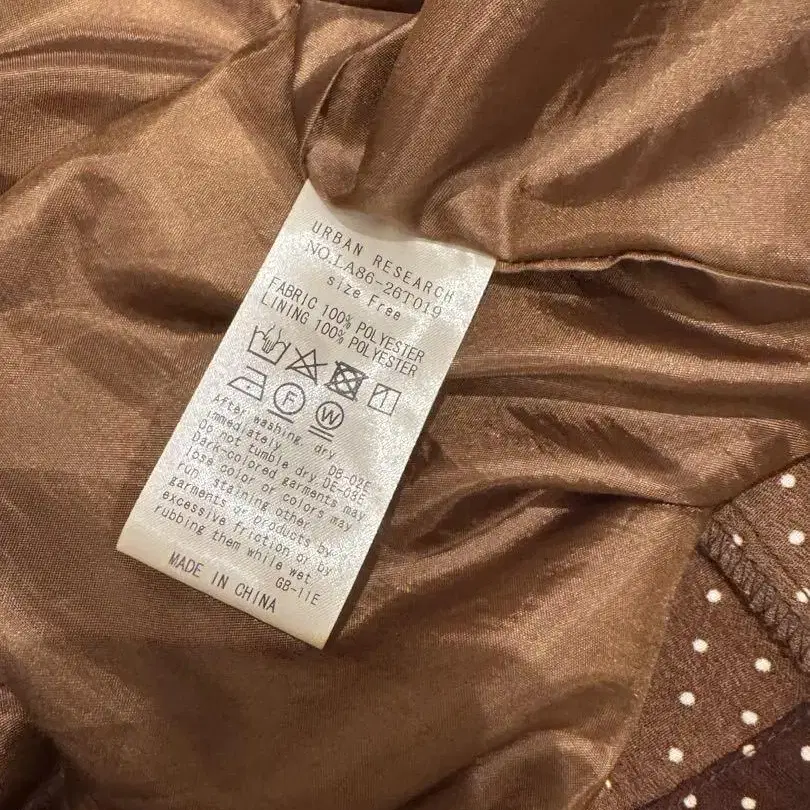 URBAN RESEARCH
NO.LA86-26T019
size Free
FABRIC 100% POLYESTER
LINING 100% POLYESTER
F W
After washing, dry
immediately. DB-02E
Do not tumble dry. DE-08E
Dark-colored garments may
lose color or colors may
run, staining other
garments or products by
excessive friction or by
rubbing them while wet.
GB-11E
MADE IN CHINA